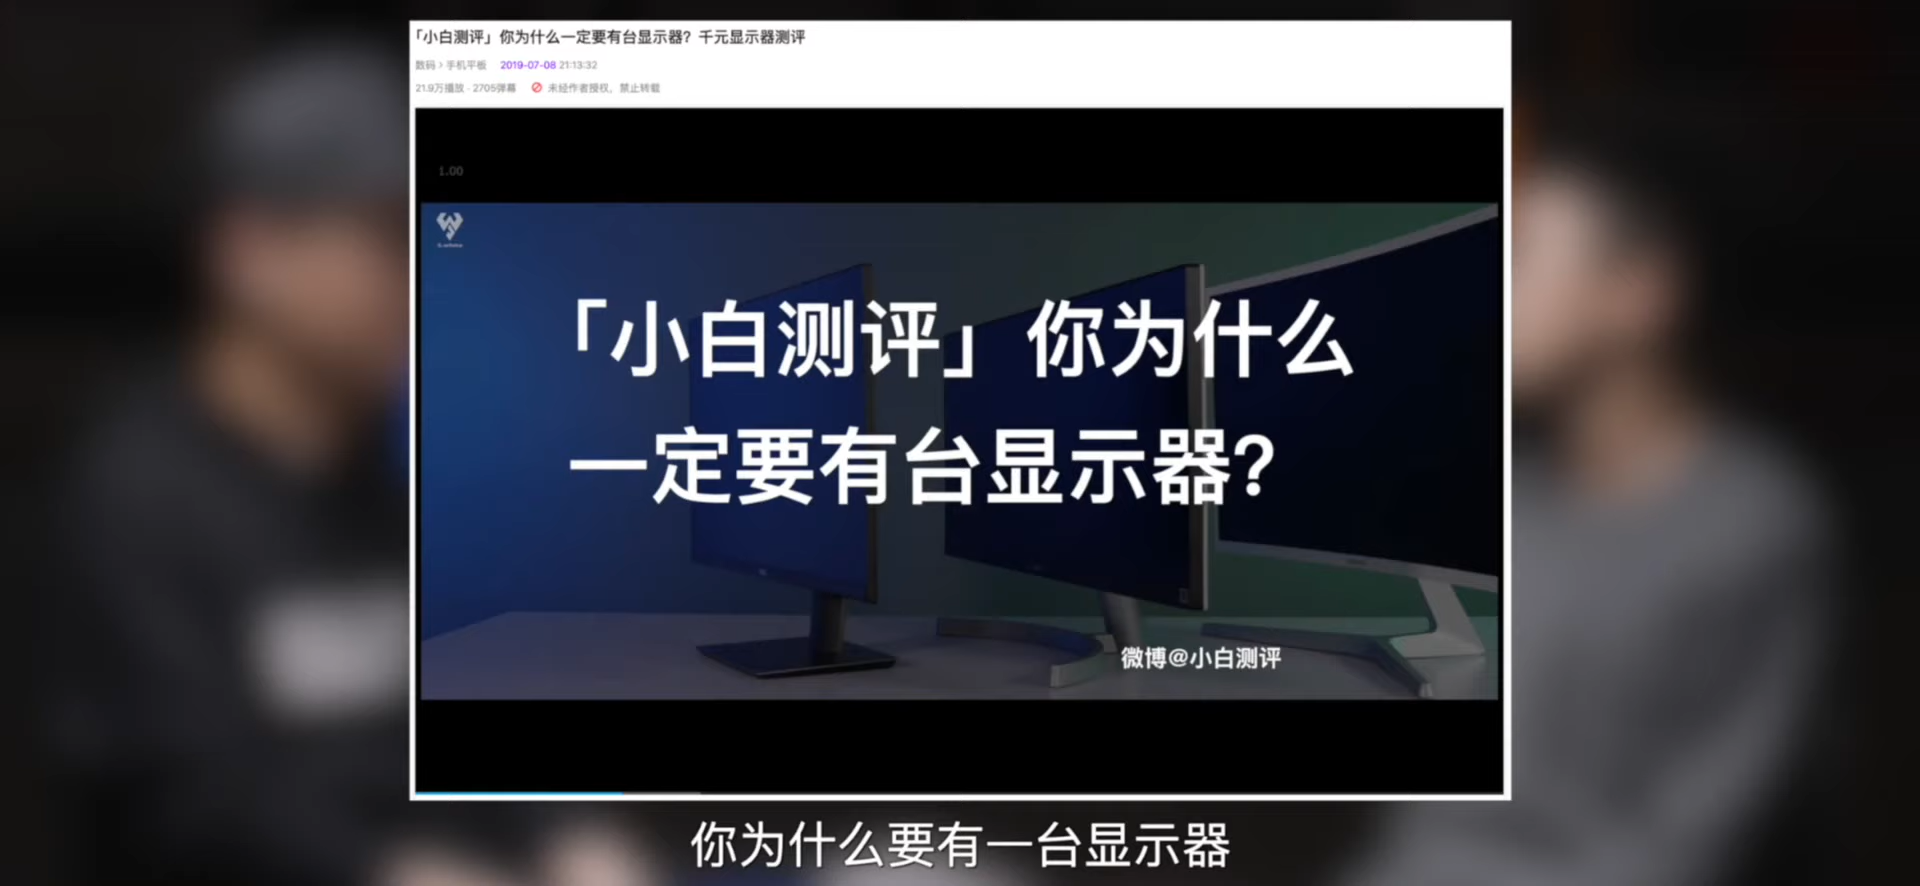 「小白测评」你为什么一定要有台显示器？千元显示器测评
数码 › 手机平板 2019-07-08 21:13:32
21.9万播放 · 2705弹幕 未经作者授权，禁止转载
1.00
「小白测评」你为什么
一定要有台显示器？
微博@小白测评
你为什么要有一台显示器